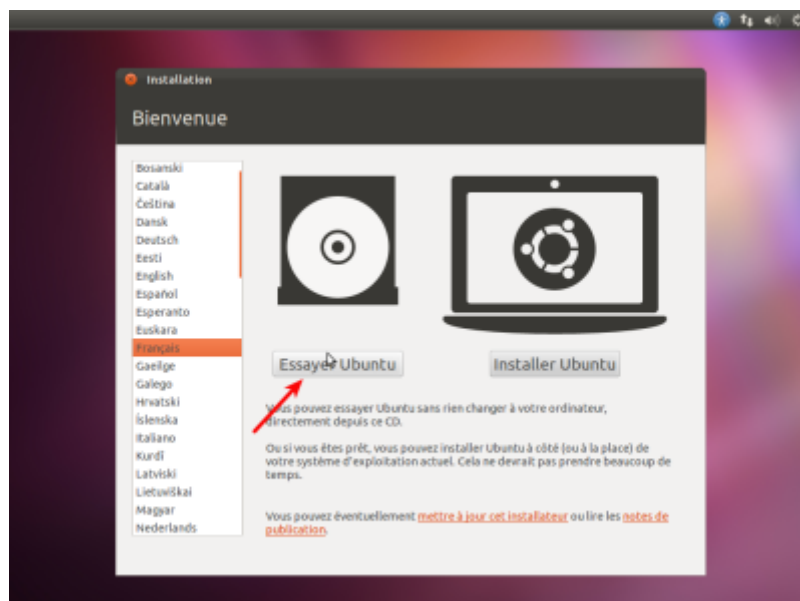 Installation
Bienvenue
Bosanski
Català
Čeština
Dansk
Deutsch
Eesti
English
Español
Esperanto
Euskara
Français
Gaeilge
Galego
Hrvatski
Íslenska
Italiano
Kurdî
Latviski
Lietuviškai
Magyar
Nederlands
Essayer Ubuntu
Installer Ubuntu
Vous pouvez essayer Ubuntu sans rien changer à votre ordinateur,
directement depuis ce CD.
Ou si vous êtes prêt, vous pouvez installer Ubuntu à côté (ou à la place) de
votre système d'exploitation actuel. Cela ne devrait pas prendre beaucoup de
temps.
Vous pouvez éventuellement mettre à jour cet installateur ou lire les notes de
publication.